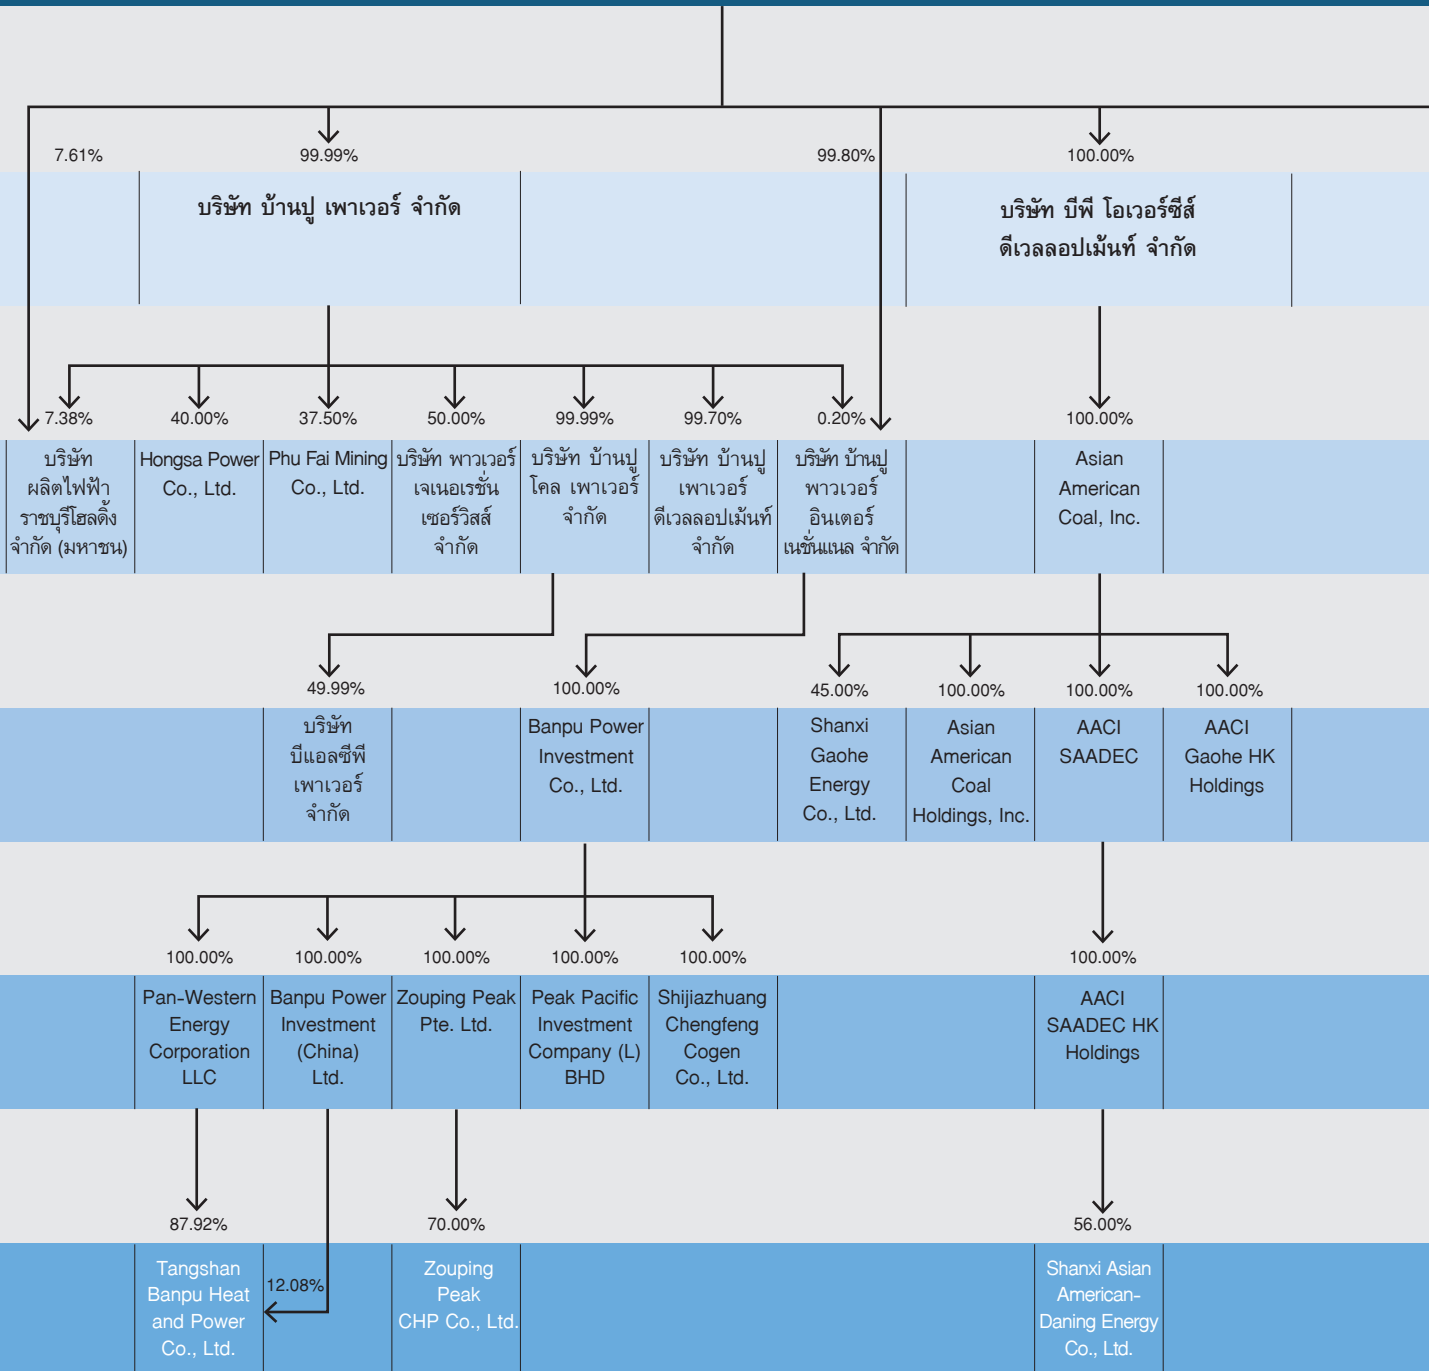 7.61%
99.99%
99.80%
100.00%
บริษัท บ้านปู เพาเวอร์ จำกัด
บริษัท บีพี โอเวอร์ซีส์
ดีเวลลอปเม้นท์ จำกัด
7.38%
40.00%
37.50%
50.00%
99.99%
99.70%
0.20%
100.00%
บริษัท
ผลิตไฟฟ้า
ราชบุรีโฮลดิ้ง
จำกัด (มหาชน)
Hongsa Power
Co., Ltd.
Phu Fai Mining
Co., Ltd.
บริษัท พาวเวอร์
เจเนอเรชั่น
เซอร์วิสส์
จำกัด
บริษัท บ้านปู
โคล เพาเวอร์
จำกัด
บริษัท บ้านปู
เพาเวอร์
ดีเวลลอปเม้นท์
จำกัด
บริษัท บ้านปู
พาวเวอร์
อินเตอร์
เนชั่นแนล จำกัด
Asian
American
Coal, Inc.
49.99%
100.00%
45.00%
100.00%
100.00%
100.00%
บริษัท
บีแอลซีพี
เพาเวอร์
จำกัด
Banpu Power
Investment
Co., Ltd.
Shanxi
Gaohe
Energy
Co., Ltd.
Asian
American
Coal
Holdings, Inc.
AACI
SAADEC
AACI
Gaohe HK
Holdings
100.00%
100.00%
100.00%
100.00%
100.00%
100.00%
Pan-Western
Energy
Corporation
LLC
Banpu Power
Investment
(China)
Ltd.
Zouping Peak
Pte. Ltd.
Peak Pacific
Investment
Company (L)
BHD
Shijiazhuang
Chengfeng
Cogen
Co., Ltd.
AACI
SAADEC HK
Holdings
87.92%
70.00%
56.00%
Tangshan
Banpu Heat
and Power
Co., Ltd.
12.08%
Zouping
Peak
CHP Co., Ltd.
Shanxi Asian
American-
Daning Energy
Co., Ltd.